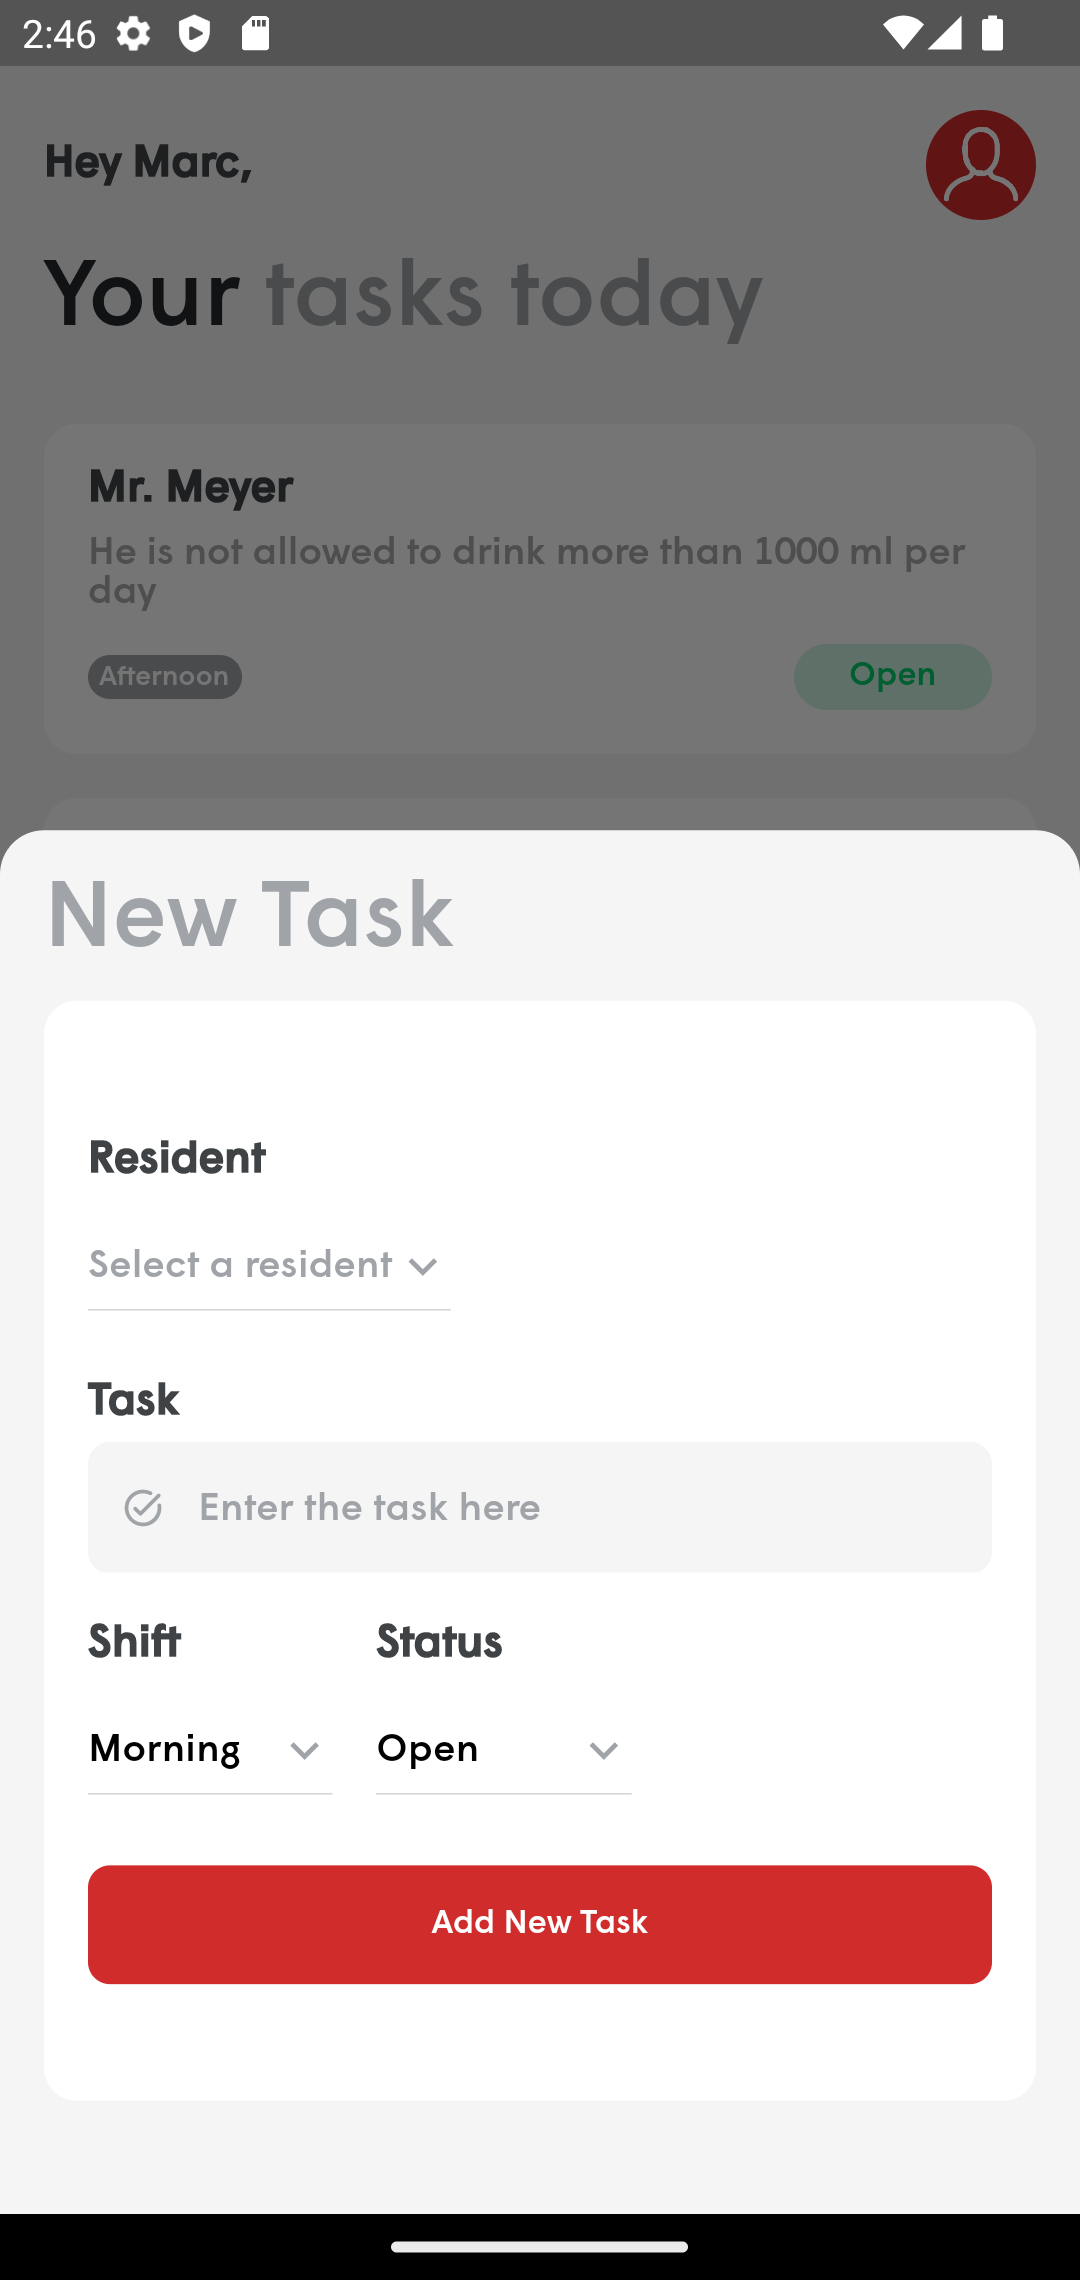 2:46
Hey Marc,
Your tasks today
Mr. Meyer
He is not allowed to drink more than 1000 ml per
day
Afternoon
Open
New Task
Resident
Select a resident
Task
Enter the task here
Shift Status
Morning Open
Add New Task